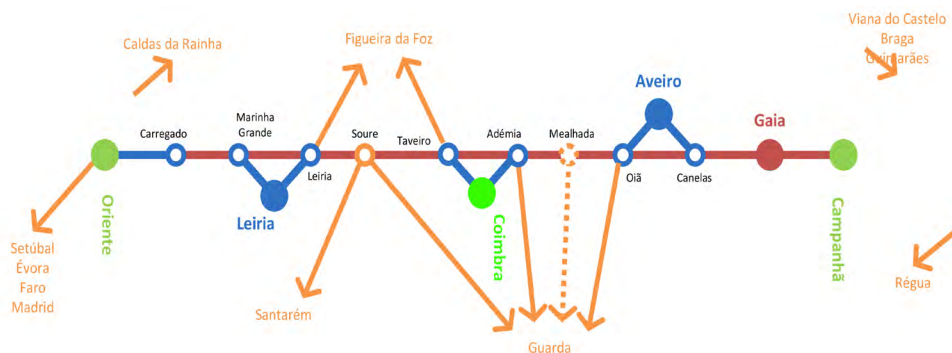 Viana do Castelo
Braga
Guimarães
Caldas da Rainha
Figueira da Foz
Aveiro
Gaia
Carregado
Marinha
Grande
Soure
Taveiro
Adémia
Mealhada
Leiria
Oiã
Canelas
Leiria
Oriente
Coimbra
Campanhã
Setúbal
Évora
Faro
Madrid
Santarém
Régua
Guarda